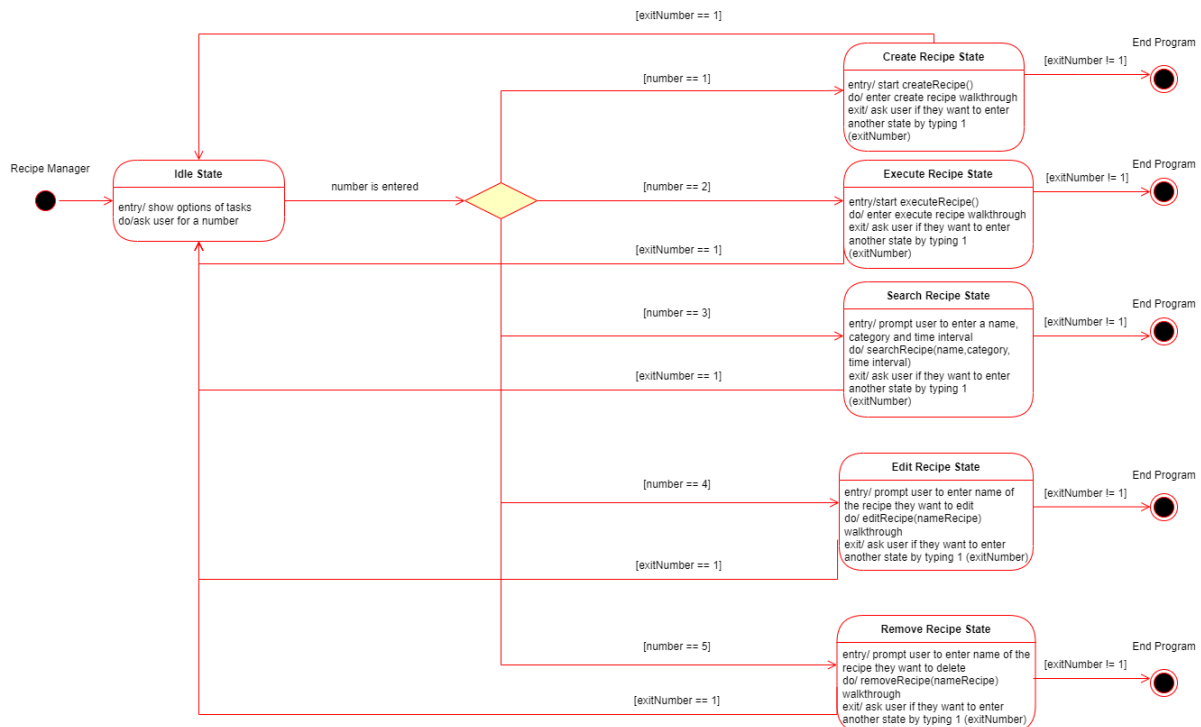 [exitNumber == 1]
End Program
Create Recipe State
[exitNumber != 1]
[number == 1]
entry/ start createRecipe()
do/ enter create recipe walkthrough
exit/ ask user if they want to enter
another state by typing 1
(exitNumber)
Recipe Manager
Idle State
entry/ show options of tasks
do/ask user for a number
number is entered
End Program
Execute Recipe State
[exitNumber != 1]
[number == 2]
entry/start executeRecipe()
do/ enter execute recipe walkthrough
exit/ ask user if they want to enter
another state by typing 1
(exitNumber)
[exitNumber == 1]
End Program
Search Recipe State
[number == 3]
[exitNumber != 1]
entry/ prompt user to enter a name,
category and time interval
do/ searchRecipe(name,category,
time interval)
exit/ ask user if they want to enter
another state by typing 1
(exitNumber)
[exitNumber == 1]
Edit Recipe State
End Program
[number == 4]
[exitNumber != 1]
entry/ prompt user to enter name of
the recipe they want to edit
do/ editRecipe(nameRecipe)
walkthrough
exit/ ask user if they want to enter
another state by typing 1 (exitNumber)
[exitNumber == 1]
Remove Recipe State
End Program
[number == 5]
[exitNumber != 1]
entry/ prompt user to enter name of the
recipe they want to delete
do/ removeRecipe(nameRecipe)
walkthrough
exit/ ask user if they want to enter
another state by typing 1 (exitNumber)
[exitNumber == 1]